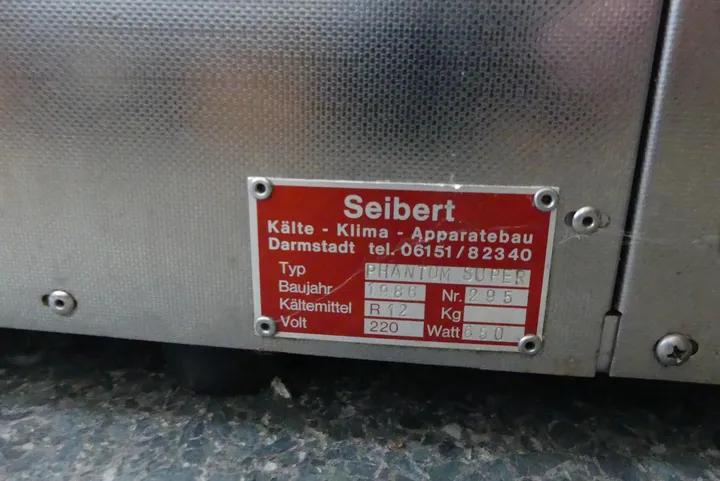 Seibert
Kälte - Klima - Apparatebau
Darmstadt tel. 06151/82340
Typ PHANTOM SUPER
Baujahr 1986 Nr. 295
Kältemittel R 12 Kg
Volt 220 Watt 650